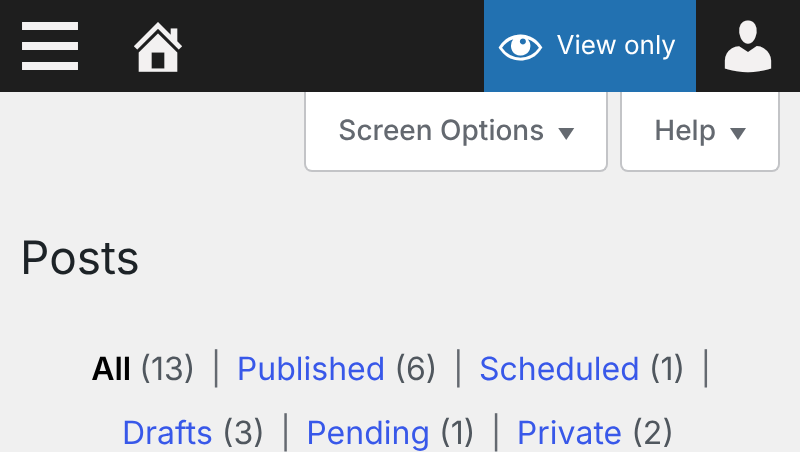 View only
Screen Options Help
Posts
All (13) | Published (6) | Scheduled (1) |
Drafts (3) | Pending (1) | Private (2)